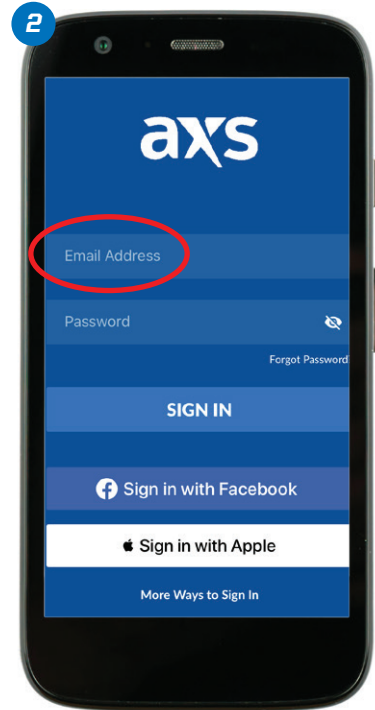 2
axs
Email Address
Password
Forgot Password
SIGN IN
Sign in with Facebook
Sign in with Apple
More Ways to Sign In